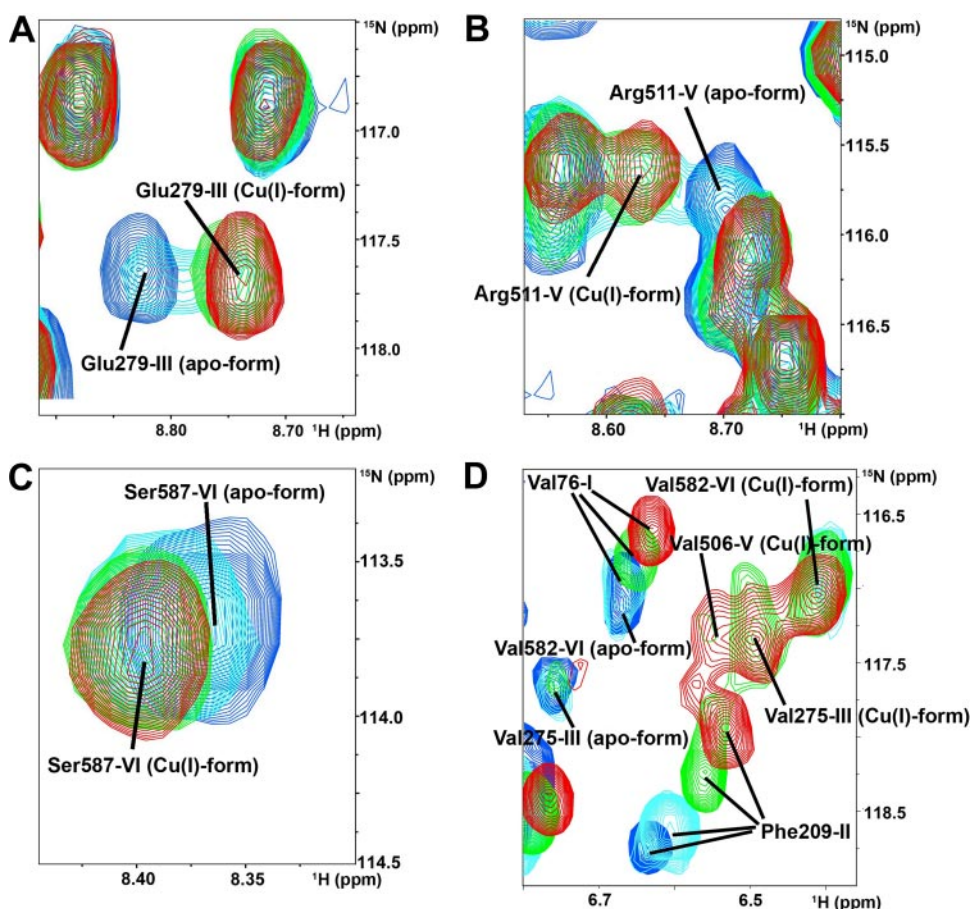 A
¹⁵N (ppm)
117.0
Glu279-III (Cu(I)-form)
117.5
Glu279-III (apo-form)
118.0
8.80
8.70
¹H (ppm)
B
¹⁵N (ppm)
115.0
Arg511-V (apo-form)
115.5
116.0
Arg511-V (Cu(I)-form)
116.5
8.60
8.70
¹H (ppm)
C
¹⁵N (ppm)
Ser587-VI (apo-form)
113.5
114.0
Ser587-VI (Cu(I)-form)
114.5
8.40
8.35
¹H (ppm)
D
¹⁵N (ppm)
Val76-I
Val582-VI (Cu(I)-form)
116.5
Val506-V (Cu(I)-form)
Val582-VI (apo-form)
117.5
Val275-III (Cu(I)-form)
Val275-III (apo-form)
118.5
Phe209-II
6.7
6.5
¹H (ppm)